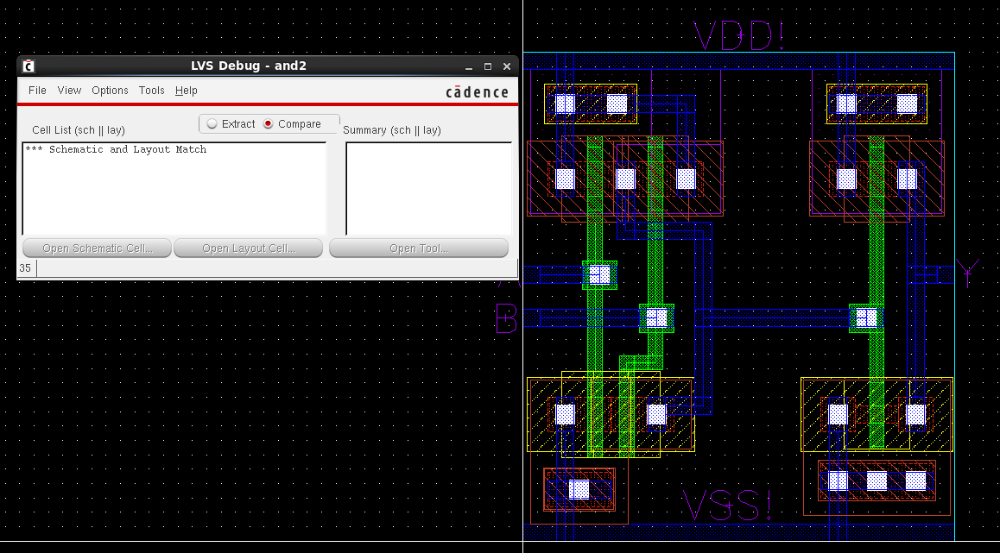 VDD!
LVS Debug - and2
File View Options Tools Help
cādence
Extract Compare
Cell List (sch || lay)
Summary (sch || lay)
*** Schematic and Layout Match
Open Schematic Cell... Open Layout Cell... Open Tool...
35
Y
B
VSS!